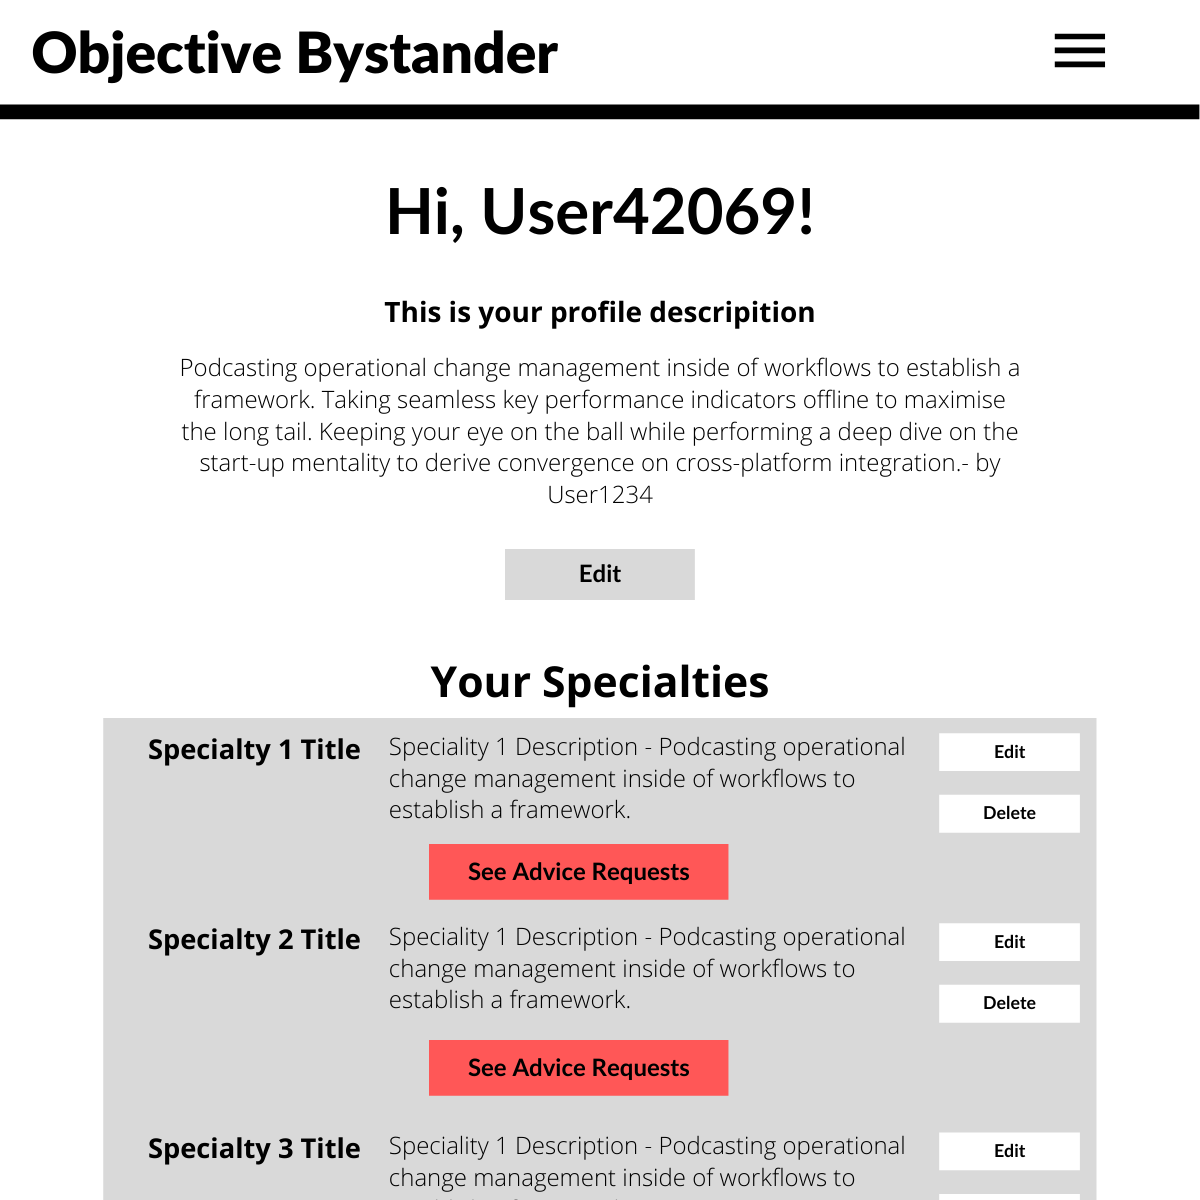 Objective Bystander
Hi, User42069!
This is your profile descripition
Podcasting operational change management inside of workflows to establish a
framework. Taking seamless key performance indicators offline to maximise
the long tail. Keeping your eye on the ball while performing a deep dive on the
start-up mentality to derive convergence on cross-platform integration.- by
User1234
Edit
Your Specialties
Specialty 1 Title
Speciality 1 Description - Podcasting operational
change management inside of workflows to
establish a framework.
Edit
Delete
See Advice Requests
Specialty 2 Title
Speciality 1 Description - Podcasting operational
change management inside of workflows to
establish a framework.
Edit
Delete
See Advice Requests
Specialty 3 Title
Speciality 1 Description - Podcasting operational
change management inside of workflows to
Edit